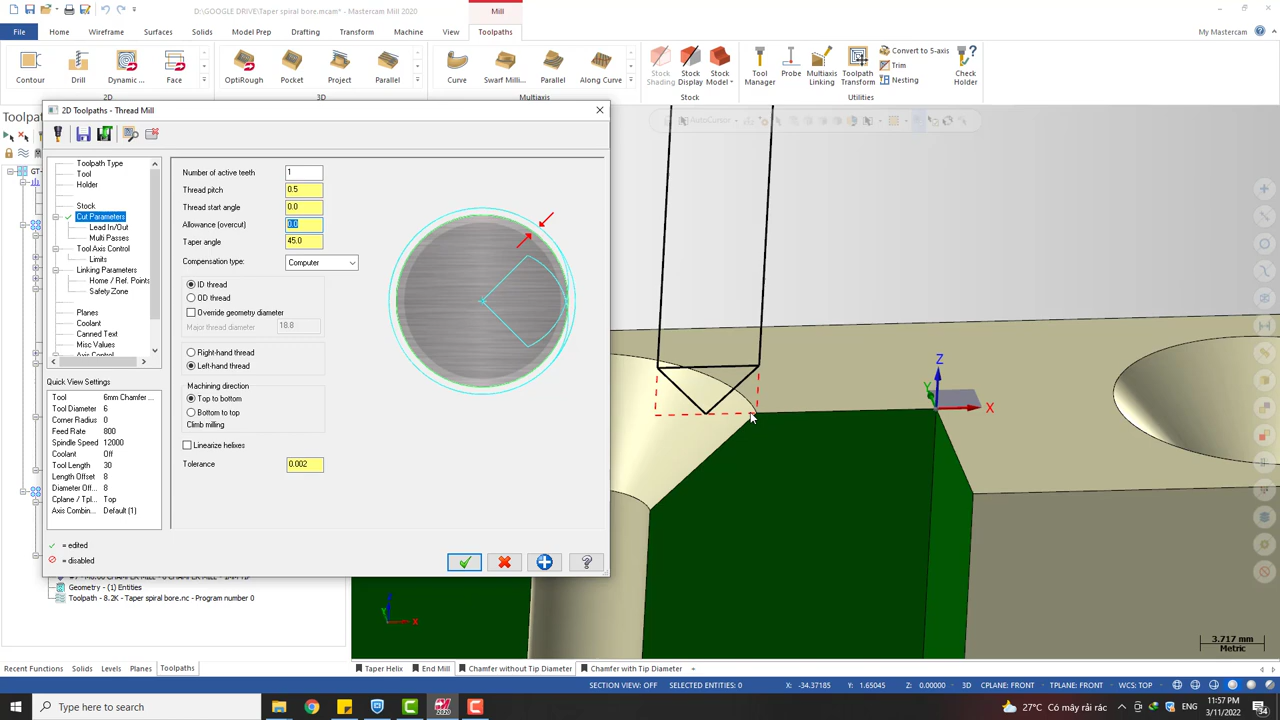 D:\GOOGLE DRIVE\Taper spiral bore.mcam* - Mastercam Mill 2020
Mill
File Home Wireframe Surfaces Solids Model Prep Drafting Transform Machine View Toolpaths
My Mastercam
Contour Drill Dynamic ... Face
OptiRough Pocket Project Parallel
Curve Swarf Milli... Parallel Along Curve
Stock Shading Stock Display Stock Model
Tool Manager Probe Multiaxis Linking Toolpath Transform
Convert to 5-axis
Trim
Nesting
Check Holder
2D 3D Multiaxis Stock Utilities
AutoCursor
2D Toolpaths - Thread Mill
Toolpath Type
Tool
Holder
Stock
Cut Parameters
Lead In/Out
Multi Passes
Tool Axis Control
Limits
Linking Parameters
Home / Ref. Points
Safety Zone
Planes
Coolant
Canned Text
Misc Values
Axis Control
Quick View Settings
Tool 6mm Chamfer ...
Tool Diameter 6
Corner Radius 0
Feed Rate 800
Spindle Speed 12000
Coolant Off
Tool Length 30
Length Offset 8
Diameter Off... 8
Cplane / Tpl... Top
Axis Combin... Default (1)
= edited
= disabled
Number of active teeth 1
Thread pitch 0.5
Thread start angle 0.0
Allowance (overcut) 0.0
Taper angle 45.0
Compensation type: Computer
ID thread
OD thread
Override geometry diameter
Major thread diameter 18.8
Right-hand thread
Left-hand thread
Machining direction
Top to bottom
Bottom to top
Climb milling
Linearize helixes
Tolerance 0.002
Geometry - (1) Entities
Toolpath - 8.2K - Taper spiral bore.nc - Program number 0
Z
Y
X
Z
Y
X
3.717 mm
Metric
Recent Functions Solids Levels Planes Toolpaths
Taper Helix End Mill Chamfer without Tip Diameter Chamfer with Tip Diameter +
SECTION VIEW: OFF SELECTED ENTITIES: 0 X: -34.37185 Y: 1.65045 Z: 0.00000 3D CPLANE: FRONT TPLANE: FRONT WCS: TOP
Type here to search
27°C Có mây rải rác
ENG
11:57 PM
3/11/2022
34